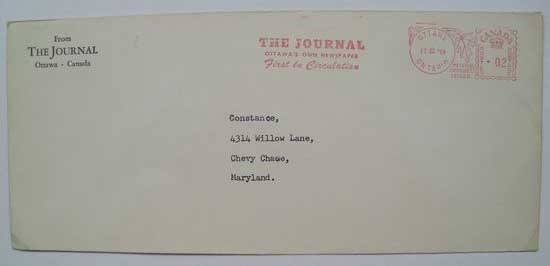 From
THE JOURNAL
Ottawa - Canada
THE JOURNAL
OTTAWA'S OWN NEWSPAPER
First in Circulation
OTTAWA
ONTARIO
CANADA
02
Constance,
4314 Willow Lane,
Chevy Chase,
Maryland.